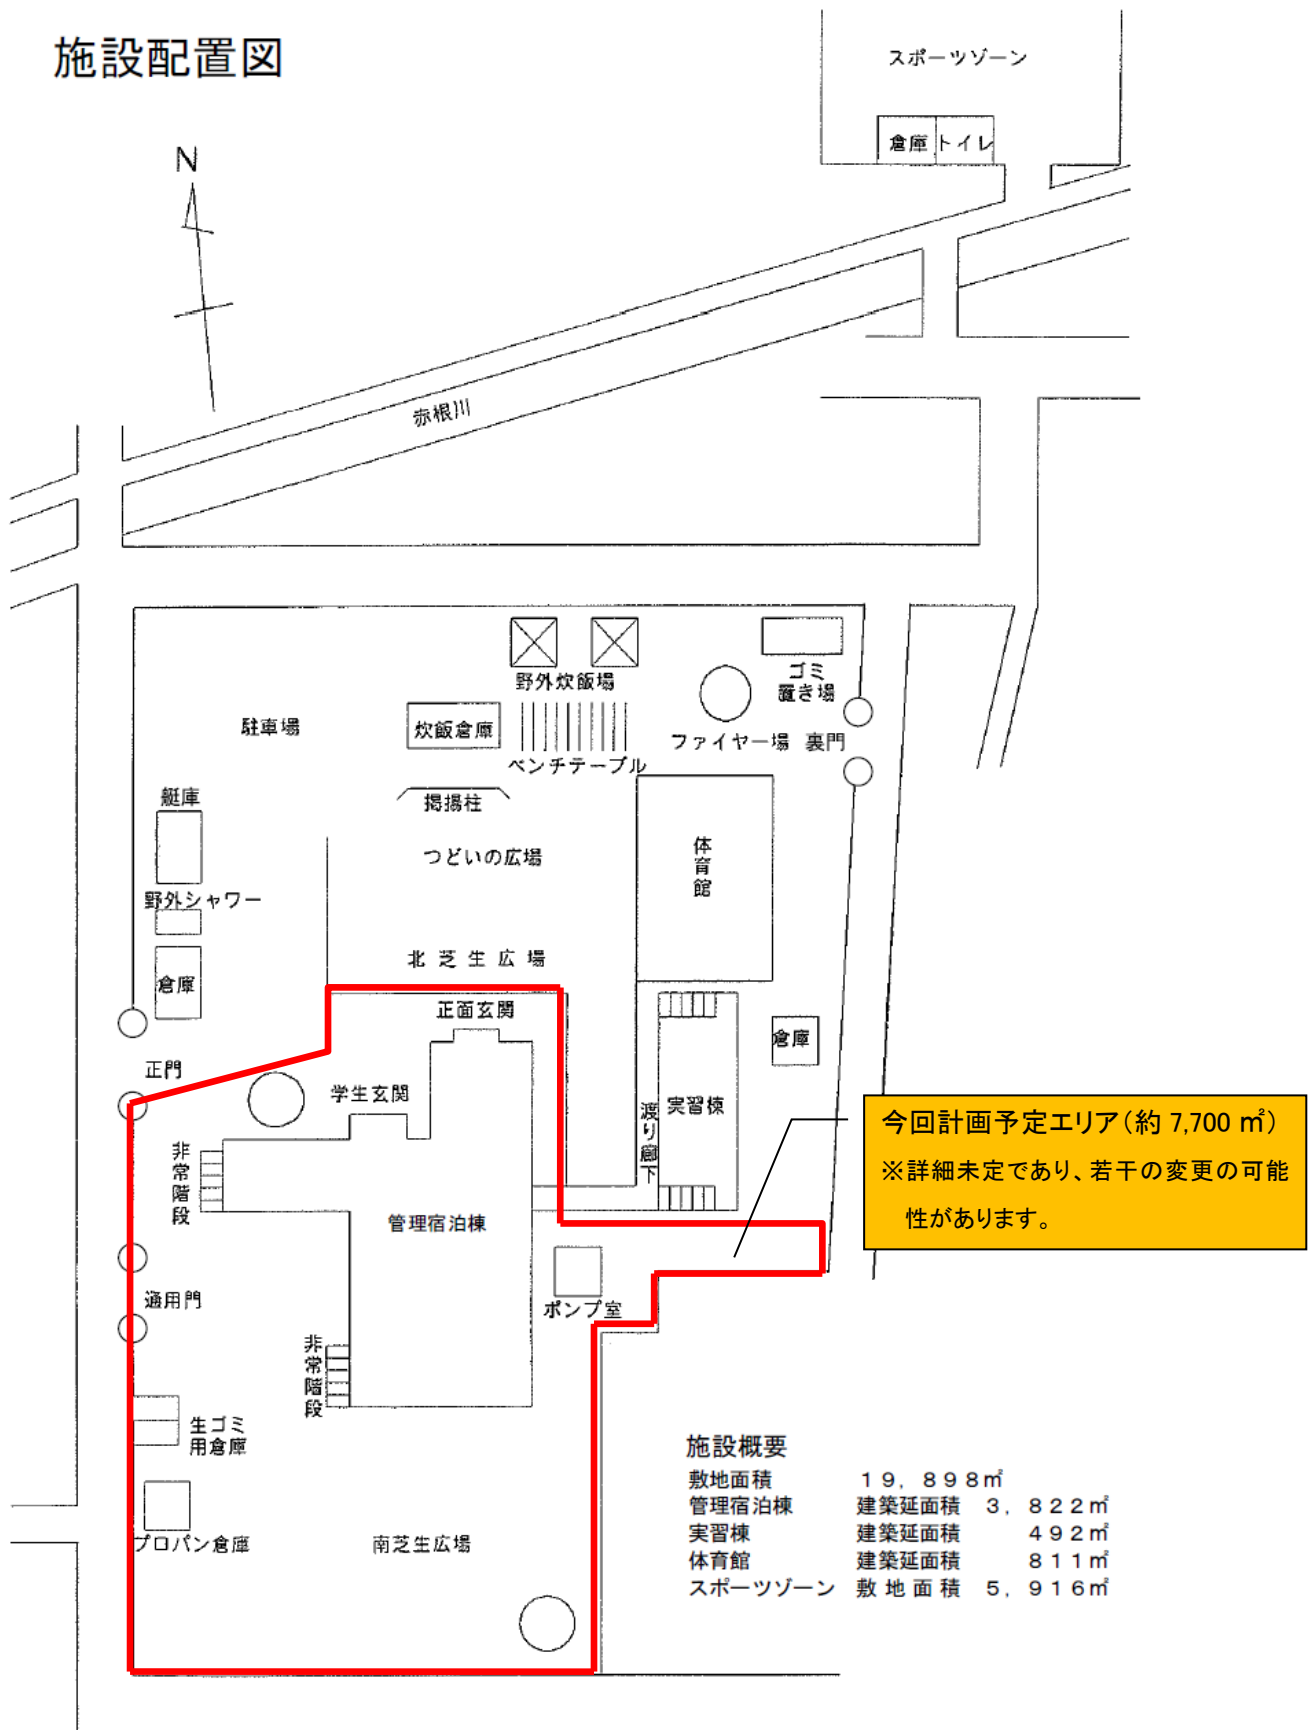 施設配置図
スポーツゾーン
倉庫
トイレ
N
赤根川
野外炊飯場
ゴミ
置き場
駐車場
炊飯倉庫
ベンチテーブル
ファイヤー場
裏門
掲揚柱
艇庫
つどいの広場
体育館
野外シャワー
北芝生広場
倉庫
正面玄関
倉庫
正門
学生玄関
渡り廊下
実習棟
今回計画予定エリア（約 7,700 ㎡）
※詳細未定であり、若干の変更の可能
性があります。
非常階段
管理宿泊棟
通用門
ポンプ室
非常階段
生ゴミ
用倉庫
プロパン倉庫
南芝生広場
施設概要
敷地面積 １９，８９８㎡
管理宿泊棟 建築延面積 ３，８２２㎡
実習棟 建築延面積 ４９２㎡
体育館 建築延面積 ８１１㎡
スポーツゾーン 敷地面積 ５，９１６㎡